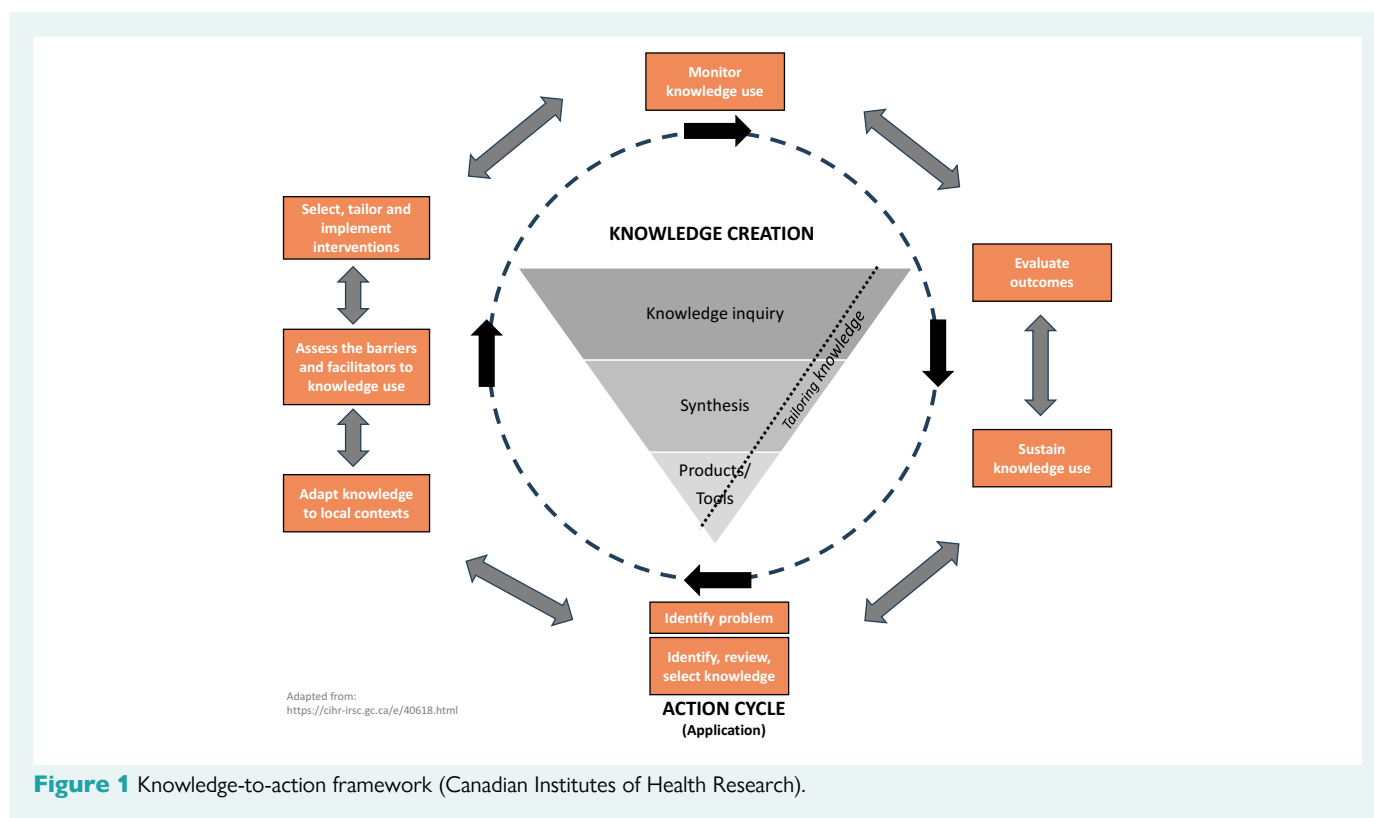 Monitor
knowledge use
Select, tailor and
implement
interventions
KNOWLEDGE CREATION
Evaluate
outcomes
Knowledge inquiry
Tailoring knowledge
Assess the barriers
and facilitators to
knowledge use
Synthesis
Sustain
knowledge use
Products/
Tools
Adapt knowledge
to local contexts
Identify problem
Identify, review,
select knowledge
Adapted from:
https://cihr-irsc.gc.ca/e/40618.html
ACTION CYCLE
(Application)
Figure 1 Knowledge-to-action framework (Canadian Institutes of Health Research).